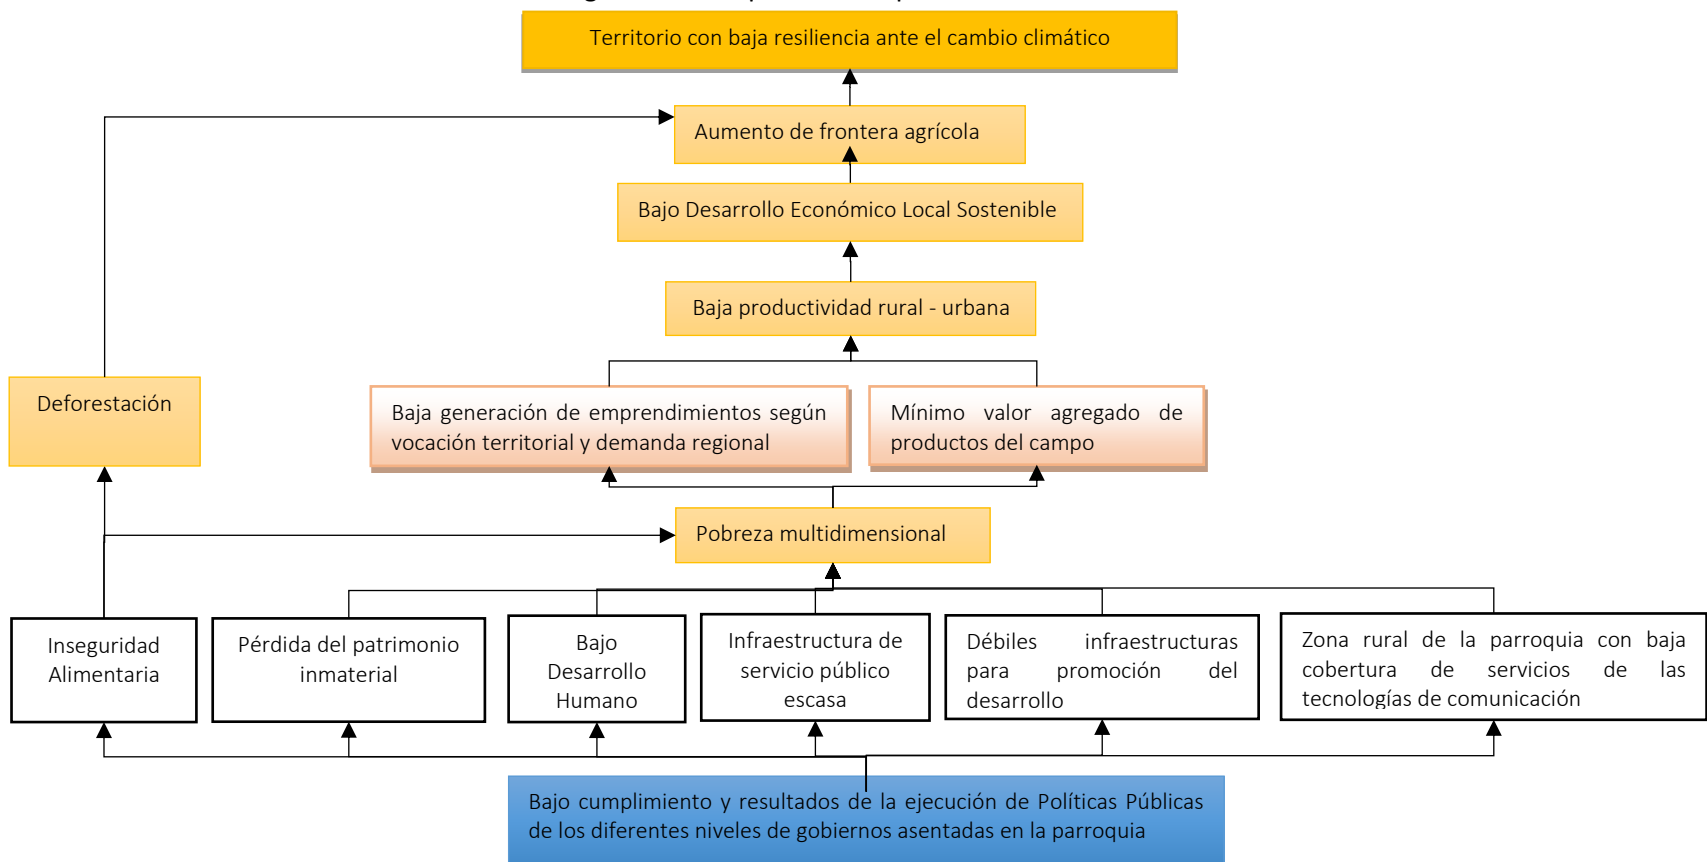 Territorio con baja resiliencia ante el cambio climático
Aumento de frontera agrícola
Bajo Desarrollo Económico Local Sostenible
Baja productividad rural - urbana
Deforestación
Baja generación de emprendimientos según
vocación territorial y demanda regional
Mínimo valor agregado de
productos del campo
Pobreza multidimensional
Inseguridad
Alimentaria
Pérdida del patrimonio
inmaterial
Bajo
Desarrollo
Humano
Infraestructura de
servicio público
escasa
Débiles infraestructuras
para promoción del
desarrollo
Zona rural de la parroquia con baja
cobertura de servicios de las
tecnologías de comunicación
Bajo cumplimiento y resultados de la ejecución de Políticas Públicas
de los diferentes niveles de gobiernos asentadas en la parroquia